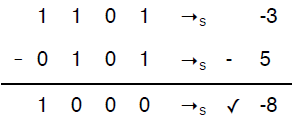 1 1 0 1 →s -3
- 0 1 0 1 →s - 5
1 0 0 0 →s ✓ -8